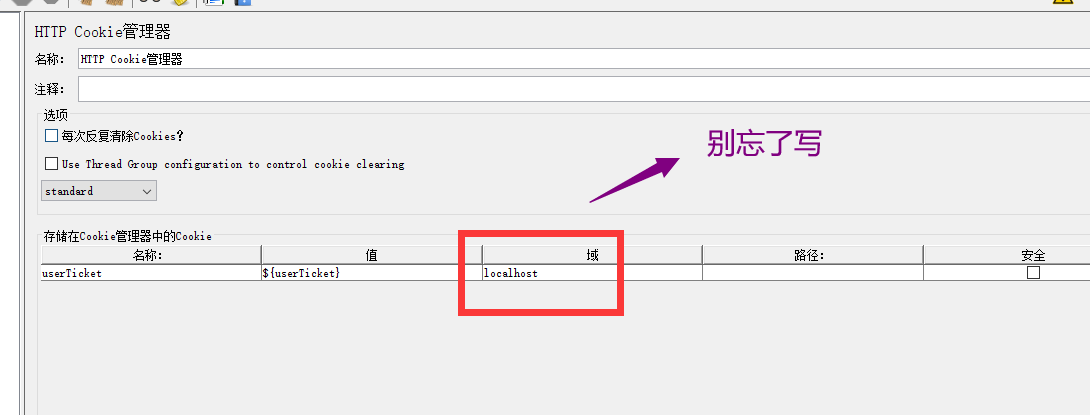 HTTP Cookie管理器
名称: HTTP Cookie管理器
注释:
选项
每次反复清除Cookies?
别忘了写
Use Thread Group configuration to control cookie clearing
standard
存储在Cookie管理器中的Cookie
名称: 值 域 路径: 安全
userTicket ${userTicket} localhost